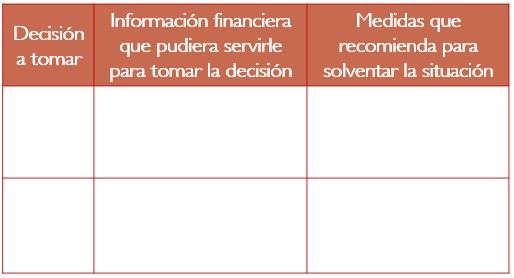 Decisión
a tomar
Información financiera
que pudiera servirle
para tomar la decisión
Medidas que
recomienda para
solventar la situación